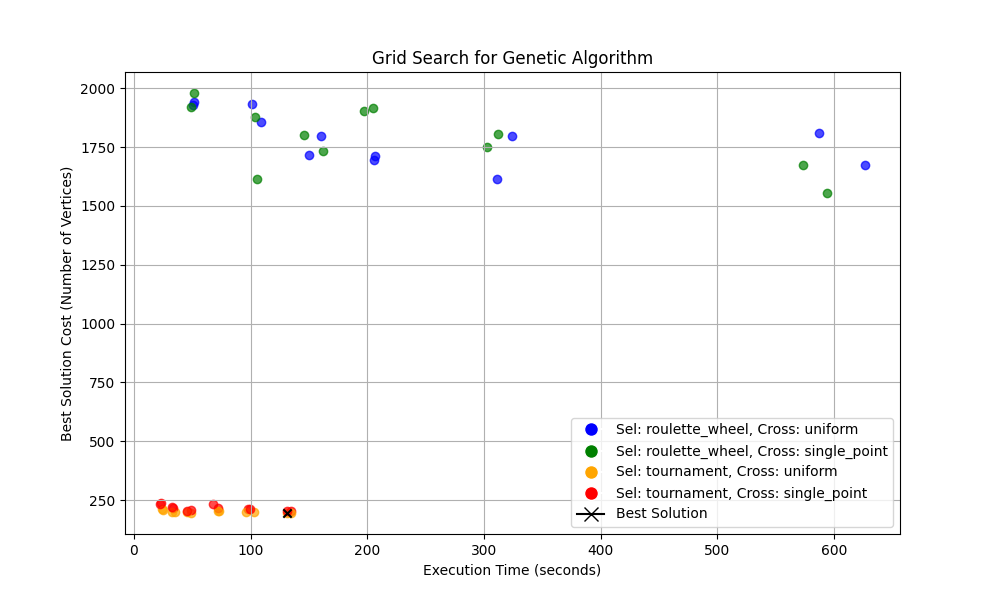 Grid Search for Genetic Algorithm
Best Solution Cost (Number of Vertices)
2000
1750
1500
1250
1000
750
500
250
Sel: roulette_wheel, Cross: uniform
Sel: roulette_wheel, Cross: single_point
Sel: tournament, Cross: uniform
Sel: tournament, Cross: single_point
Best Solution
0 100 200 300 400 500 600
Execution Time (seconds)